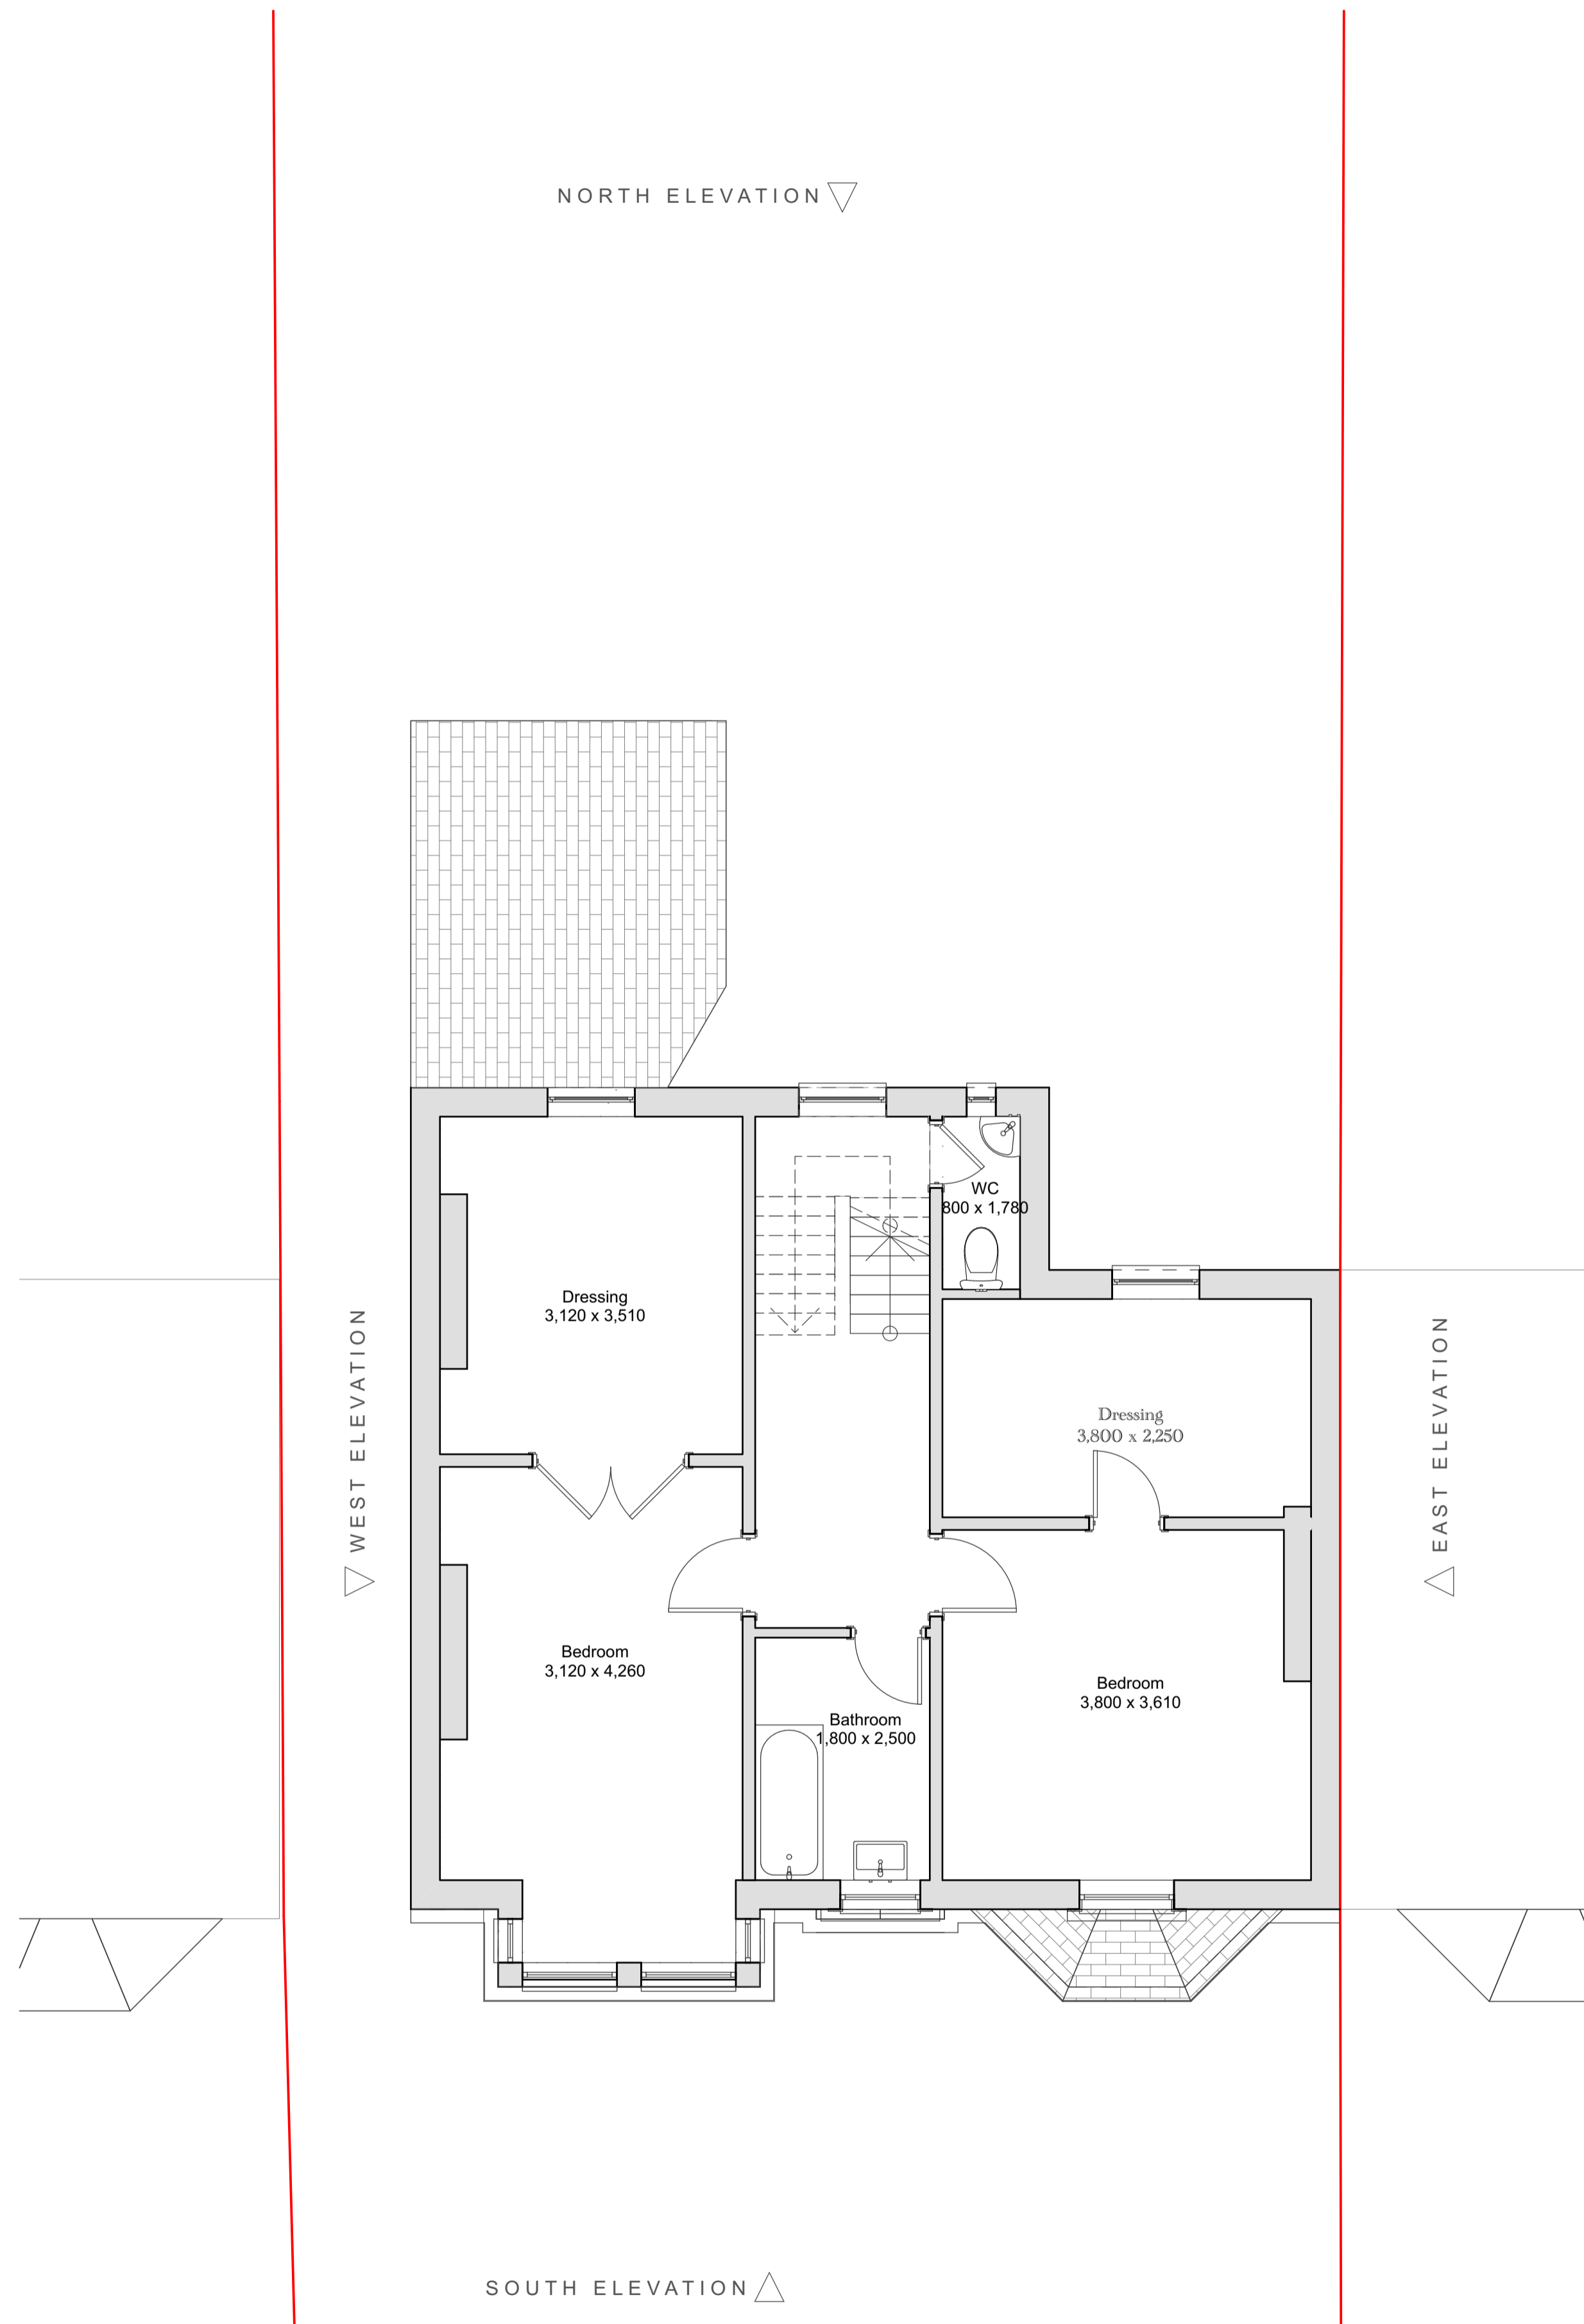 NORTH ELEVATION
WC
800 x 1,780
Dressing
3,120 x 3,510
WEST ELEVATION
EAST ELEVATION
Dressing
3,800 x 2,250
Bedroom
3,120 x 4,260
Bedroom
3,800 x 3,610
Bathroom
1,800 x 2,500
SOUTH ELEVATION